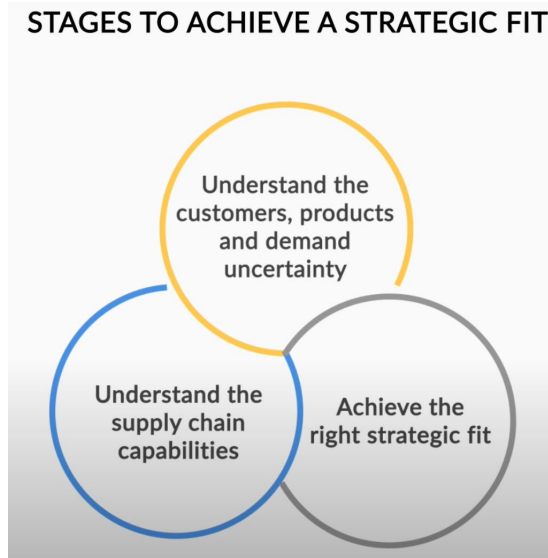 STAGES TO ACHIEVE A STRATEGIC FIT
Understand the
customers, products
and demand
uncertainty
Understand the
supply chain
capabilities
Achieve the
right strategic fit